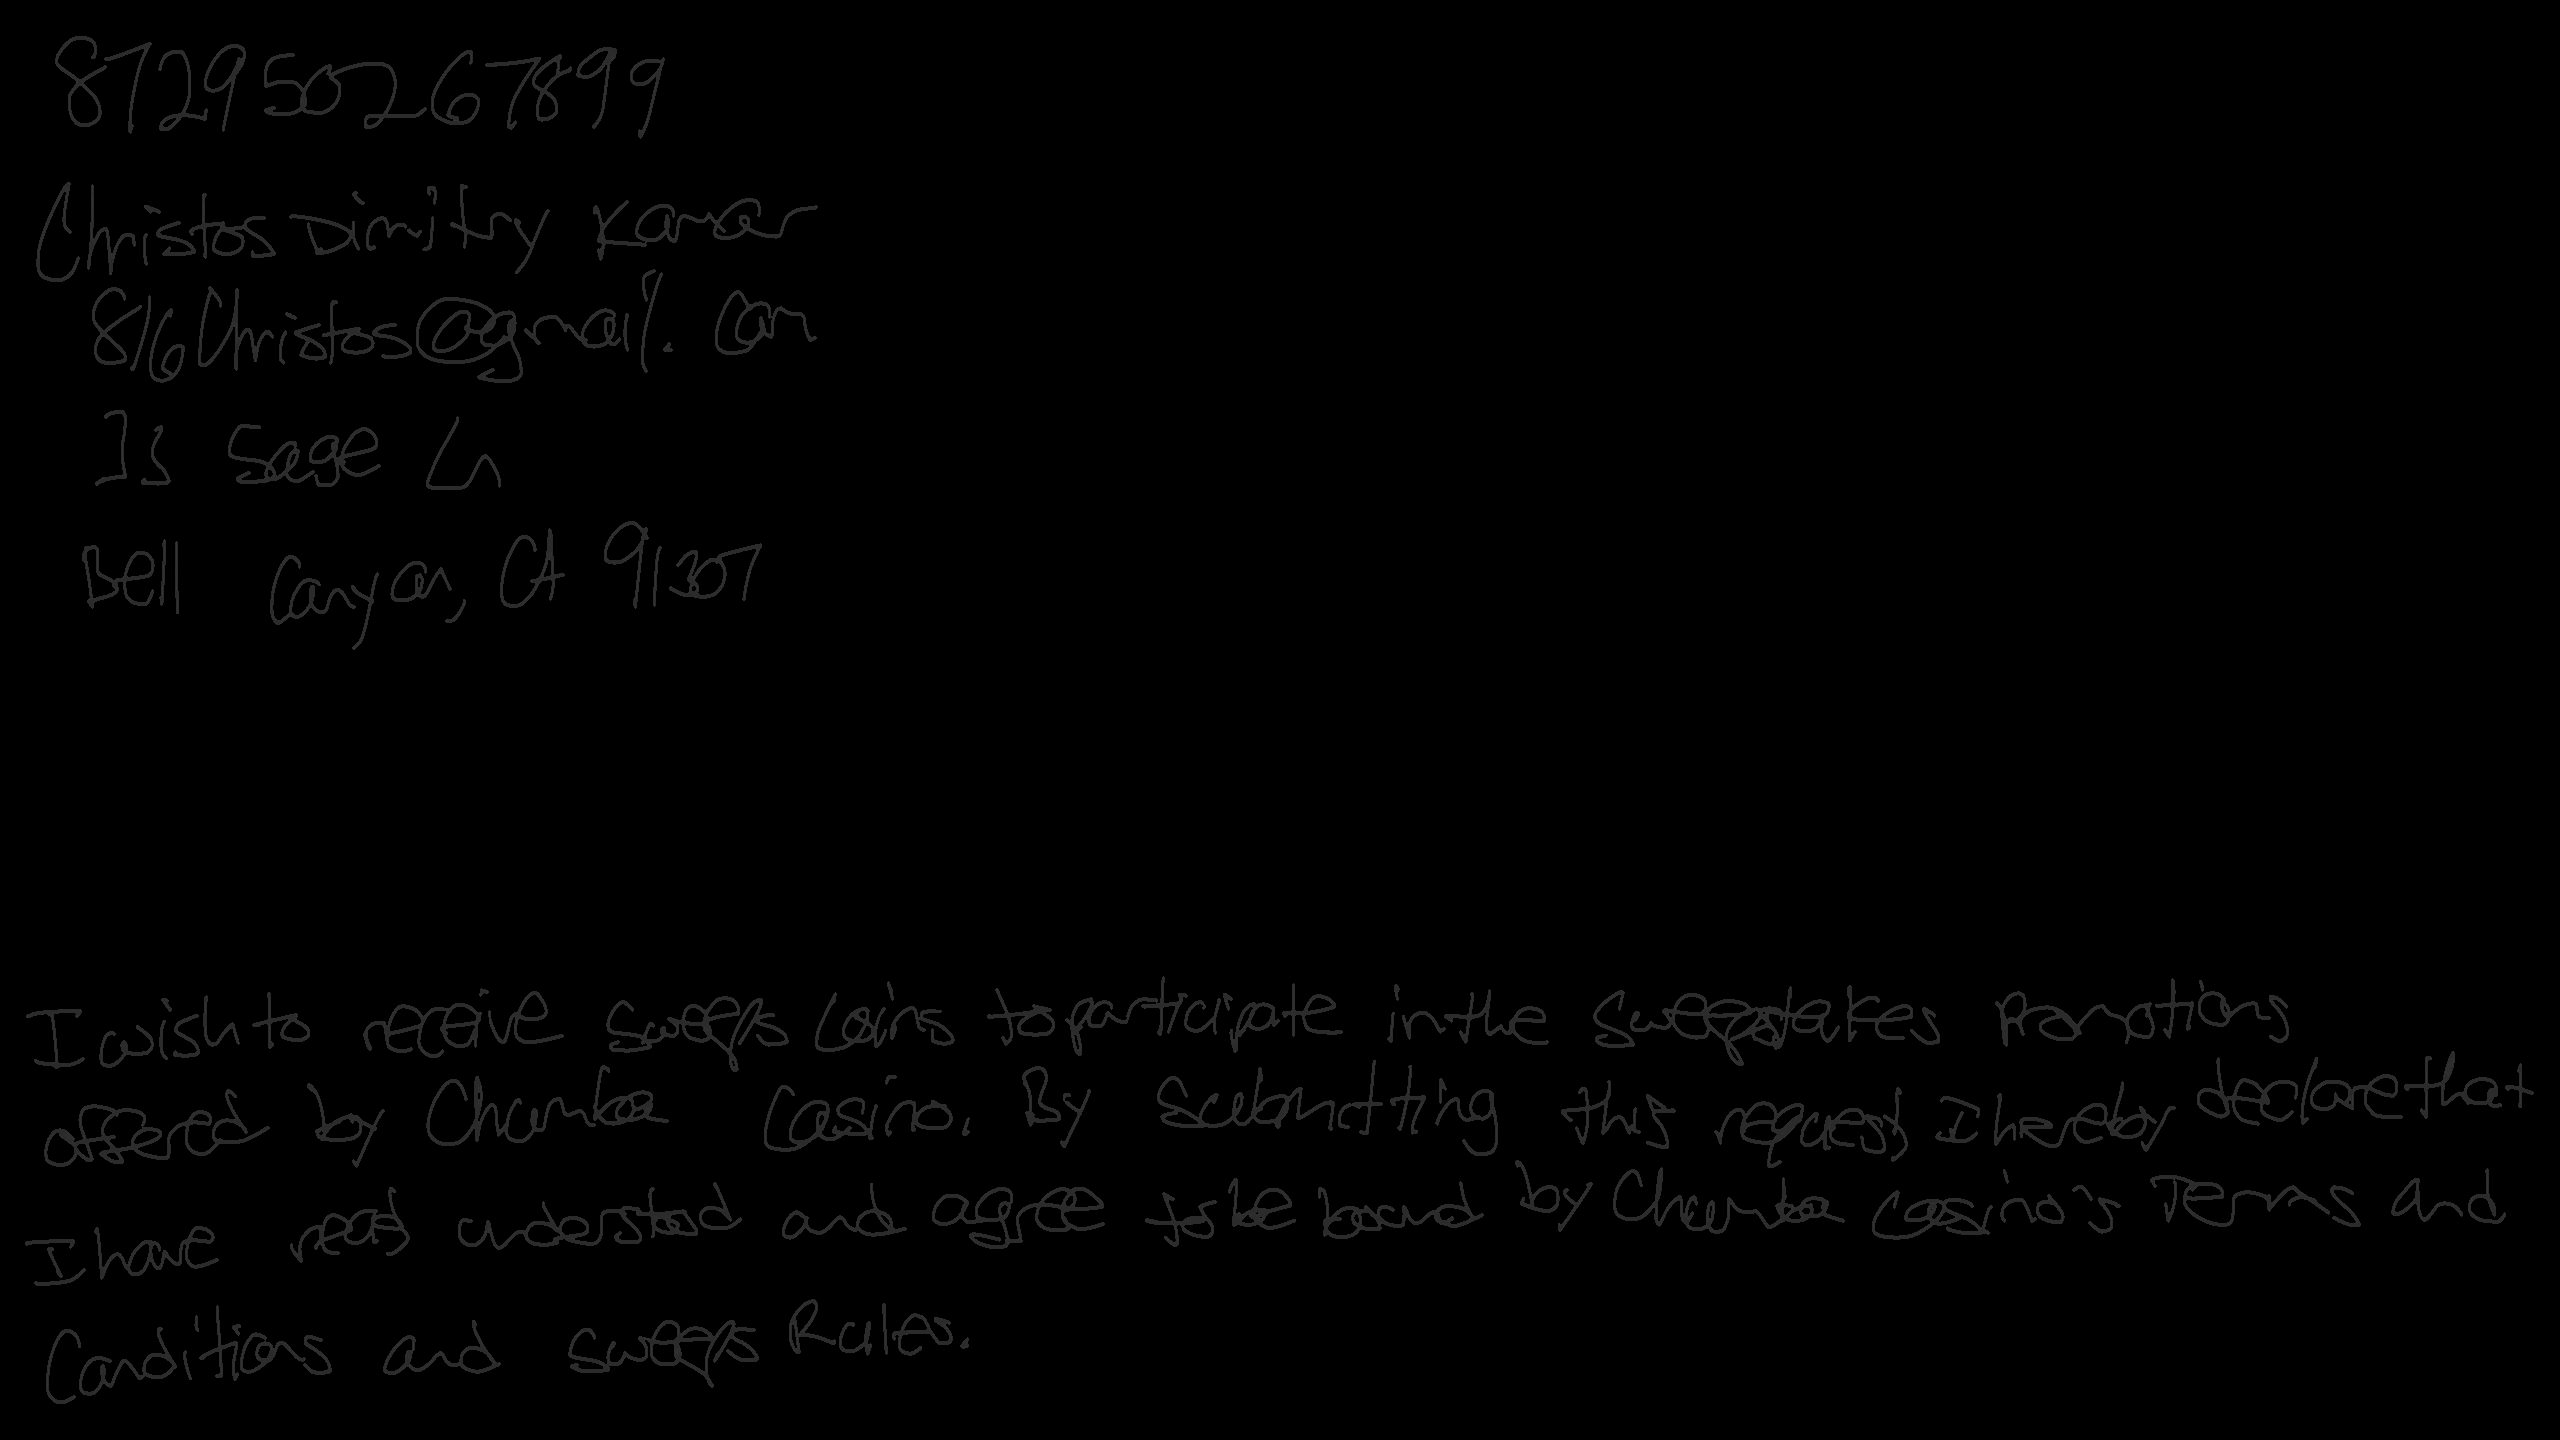 872950267899
Christos Dimitry Kamar
816Christos@gmail.com
13 Sage Ln
Bell Canyon, CA 91307
I wish to receive sweeps coins to participate in the sweepstakes Promotions
offered by Chumba Casino. By submitting this request, I hereby declare that
I have read, understood and agree to be bound by Chumba Casino's Terms and
Conditions and sweeps Rules.